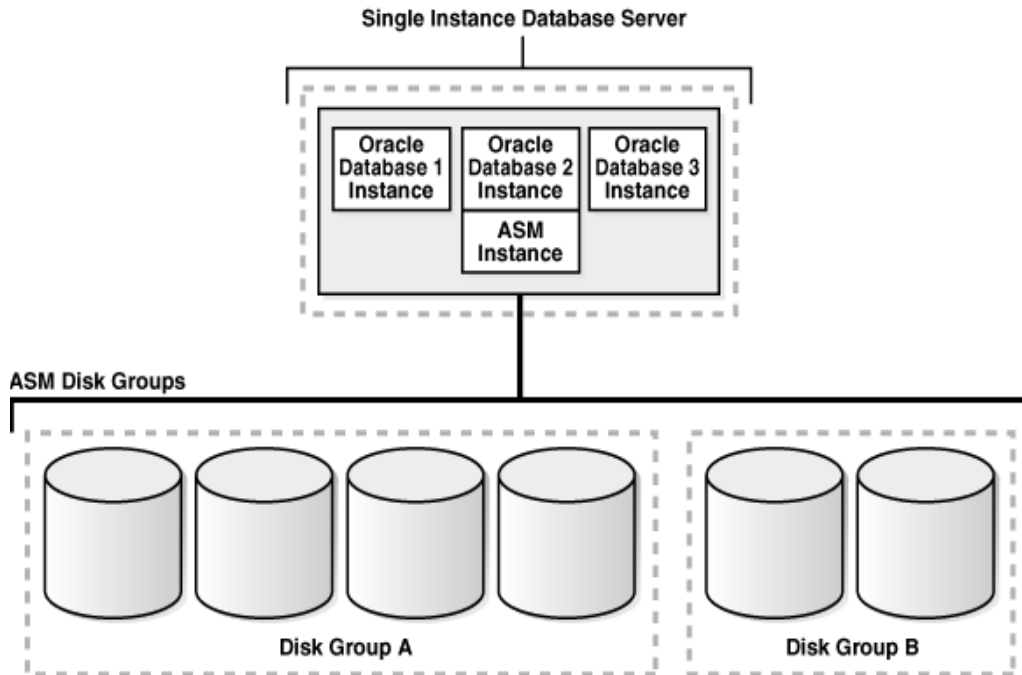 Single Instance Database Server
Oracle
Database 1
Instance
Oracle
Database 2
Instance
Oracle
Database 3
Instance
ASM
Instance
ASM Disk Groups
Disk Group A
Disk Group B